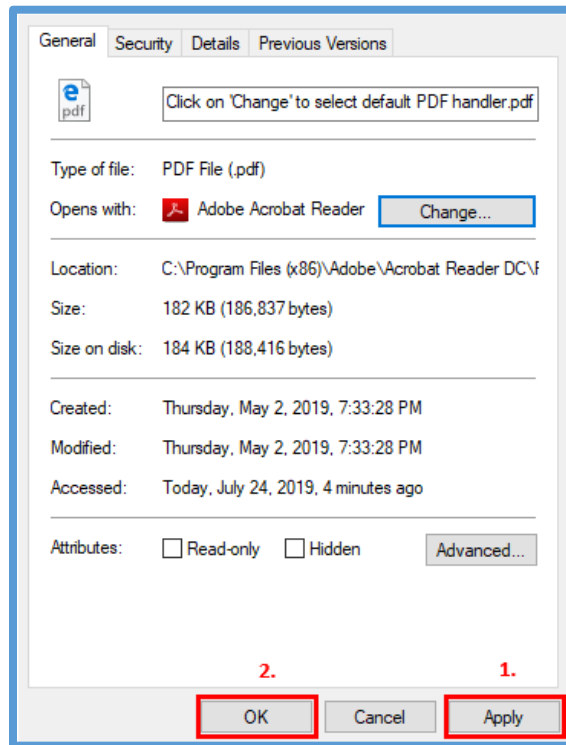 General Security Details Previous Versions
e
pdf
Click on 'Change' to select default PDF handler.pdf
Type of file: PDF File (.pdf)
Opens with: Adobe Acrobat Reader Change...
Location: C:\Program Files (x86)\Adobe\Acrobat Reader DC\
Size: 182 KB (186,837 bytes)
Size on disk: 184 KB (188,416 bytes)
Created: Thursday, May 2, 2019, 7:33:28 PM
Modified: Thursday, May 2, 2019, 7:33:28 PM
Accessed: Today, July 24, 2019, 4 minutes ago
Attributes: Read-only Hidden Advanced...
2. 1.
OK Cancel Apply